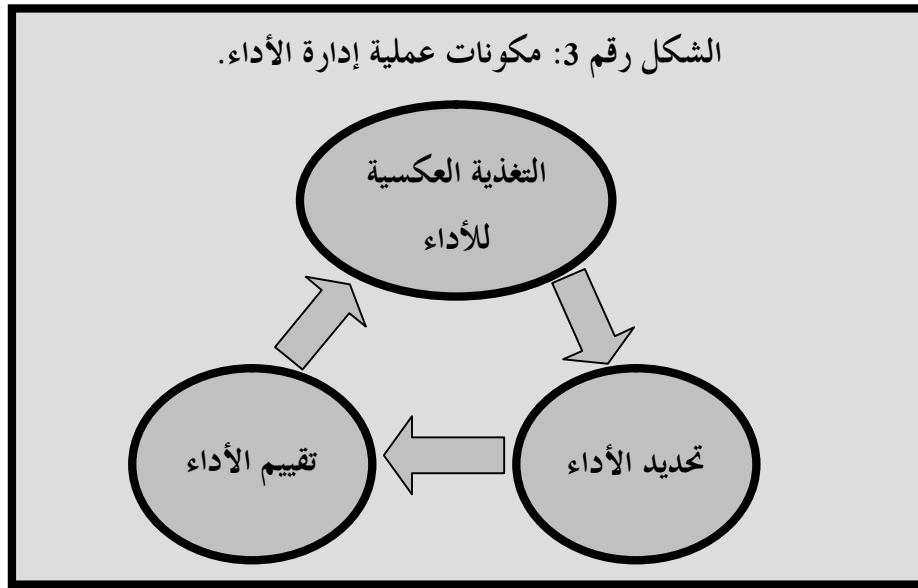 الشكل رقم 3: مكونات عملية إدارة الأداء.
التغذية العكسية
للأداء
تحديد الأداء
تقييم الأداء